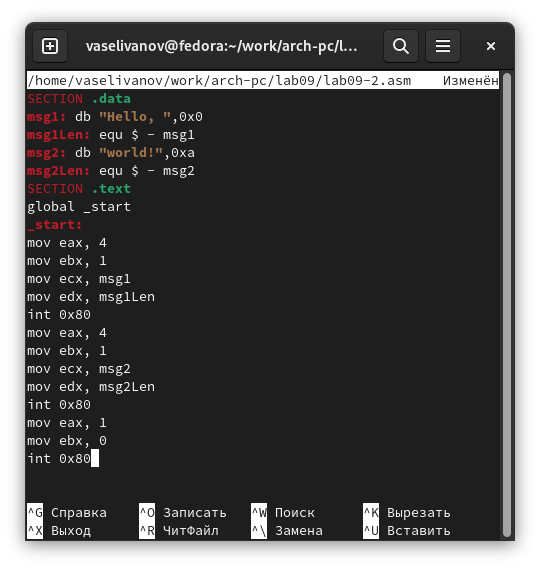 vaselivanov@fedora:~/work/arch-pc/l...
/home/vaselivanov/work/arch-pc/lab09/lab09-2.asm Изменён
SECTION .data
msg1: db "Hello, ",0x0
msg1Len: equ $ - msg1
msg2: db "world!",0xa
msg2Len: equ $ - msg2
SECTION .text
global _start
_start:
mov eax, 4
mov ebx, 1
mov ecx, msg1
mov edx, msg1Len
int 0x80
mov eax, 4
mov ebx, 1
mov ecx, msg2
mov edx, msg2Len
int 0x80
mov eax, 1
mov ebx, 0
int 0x80
^G Справка ^O Записать ^W Поиск ^K Вырезать
^X Выход ^R ЧитФайл ^\ Замена ^U Вставить